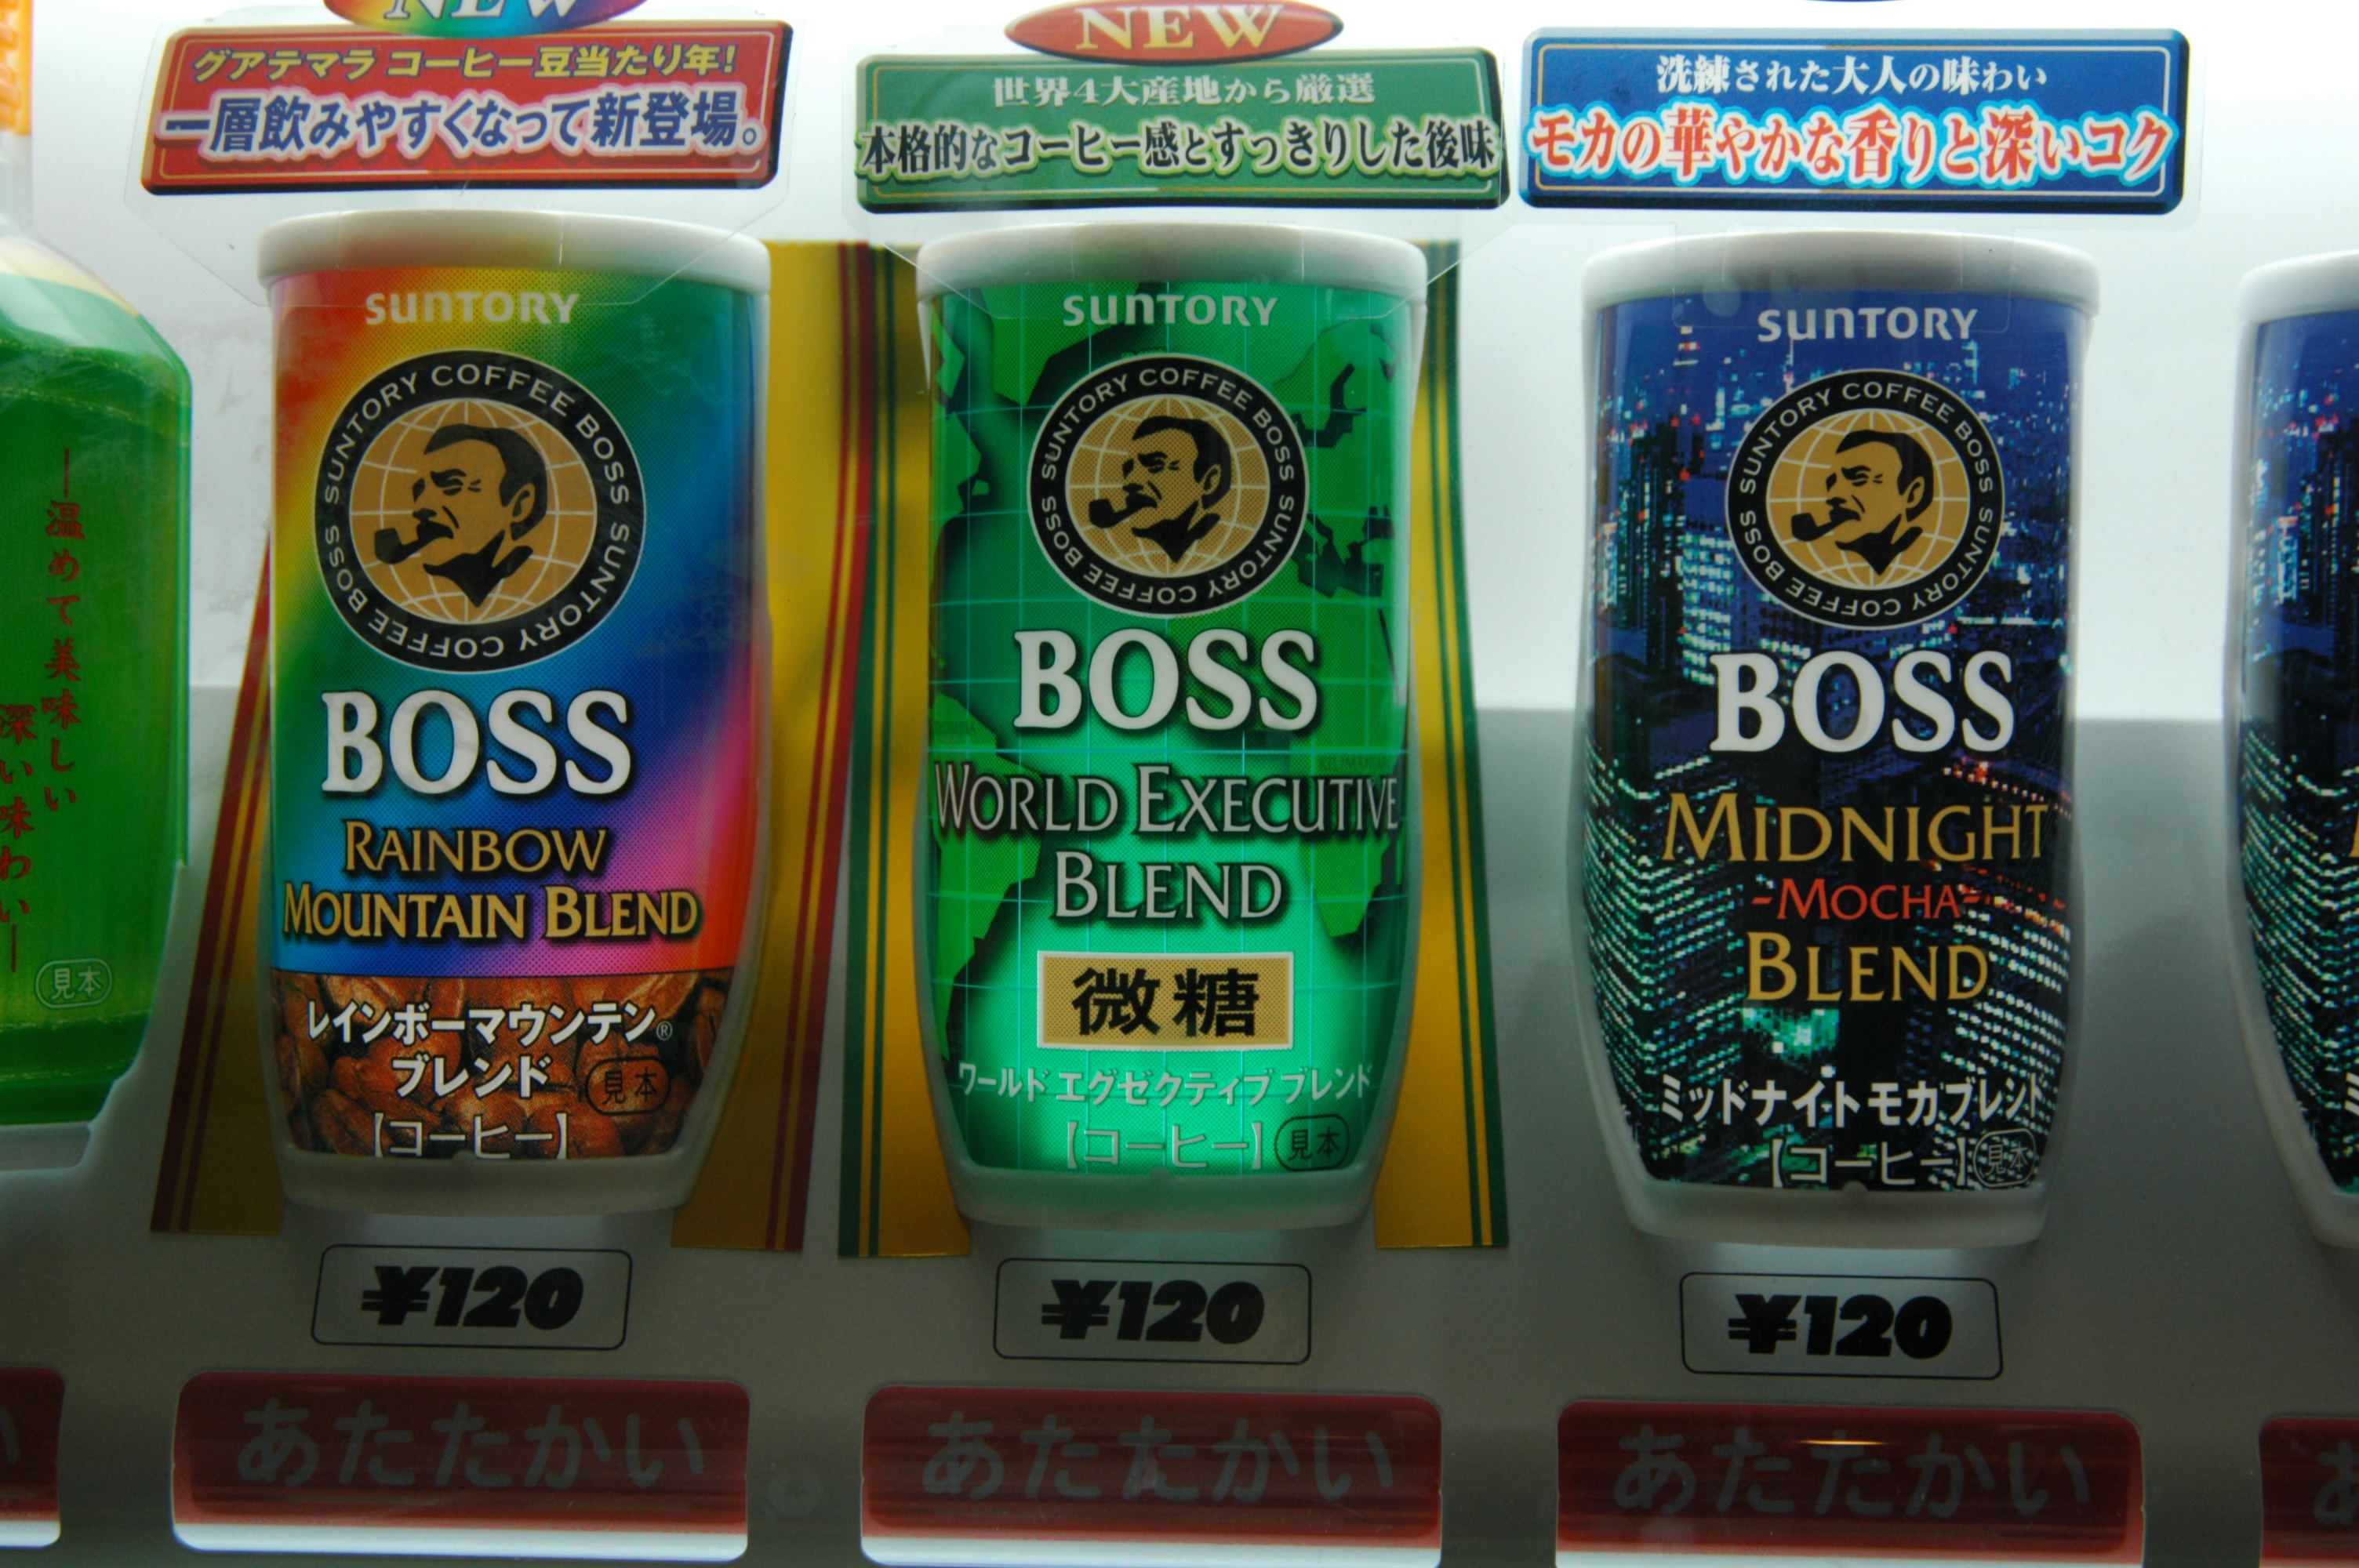 NEW
グアテマラ コーヒー豆当たり年!
一層飲みやすくなって新登場。
NEW
世界4大産地から厳選
本格的なコーヒー感とすっきりした後味
洗練された大人の味わい
モカの華やかな香りと深いコク
温めて美味しい
深い味わい
見本
SUNTORY
SUNTORY COFFEE BOSS SUNTORY COFFEE BOSS
BOSS
RAINBOW
MOUNTAIN BLEND
レインボーマウンテン®
ブレンド
見本
【コーヒー】
¥120
あたたかい
SUNTORY
SUNTORY COFFEE BOSS SUNTORY COFFEE BOSS
BOSS
WORLD EXECUTIVE
BLEND
微糖
ワールド エグゼクティブ ブレンド
【コーヒー】
見本
¥120
あたたかい
SUNTORY
SUNTORY COFFEE BOSS SUNTORY COFFEE BOSS
BOSS
MIDNIGHT
-MOCHA-
BLEND
ミッドナイトモカブレンド
【コーヒー】
見本
¥120
あたたかい